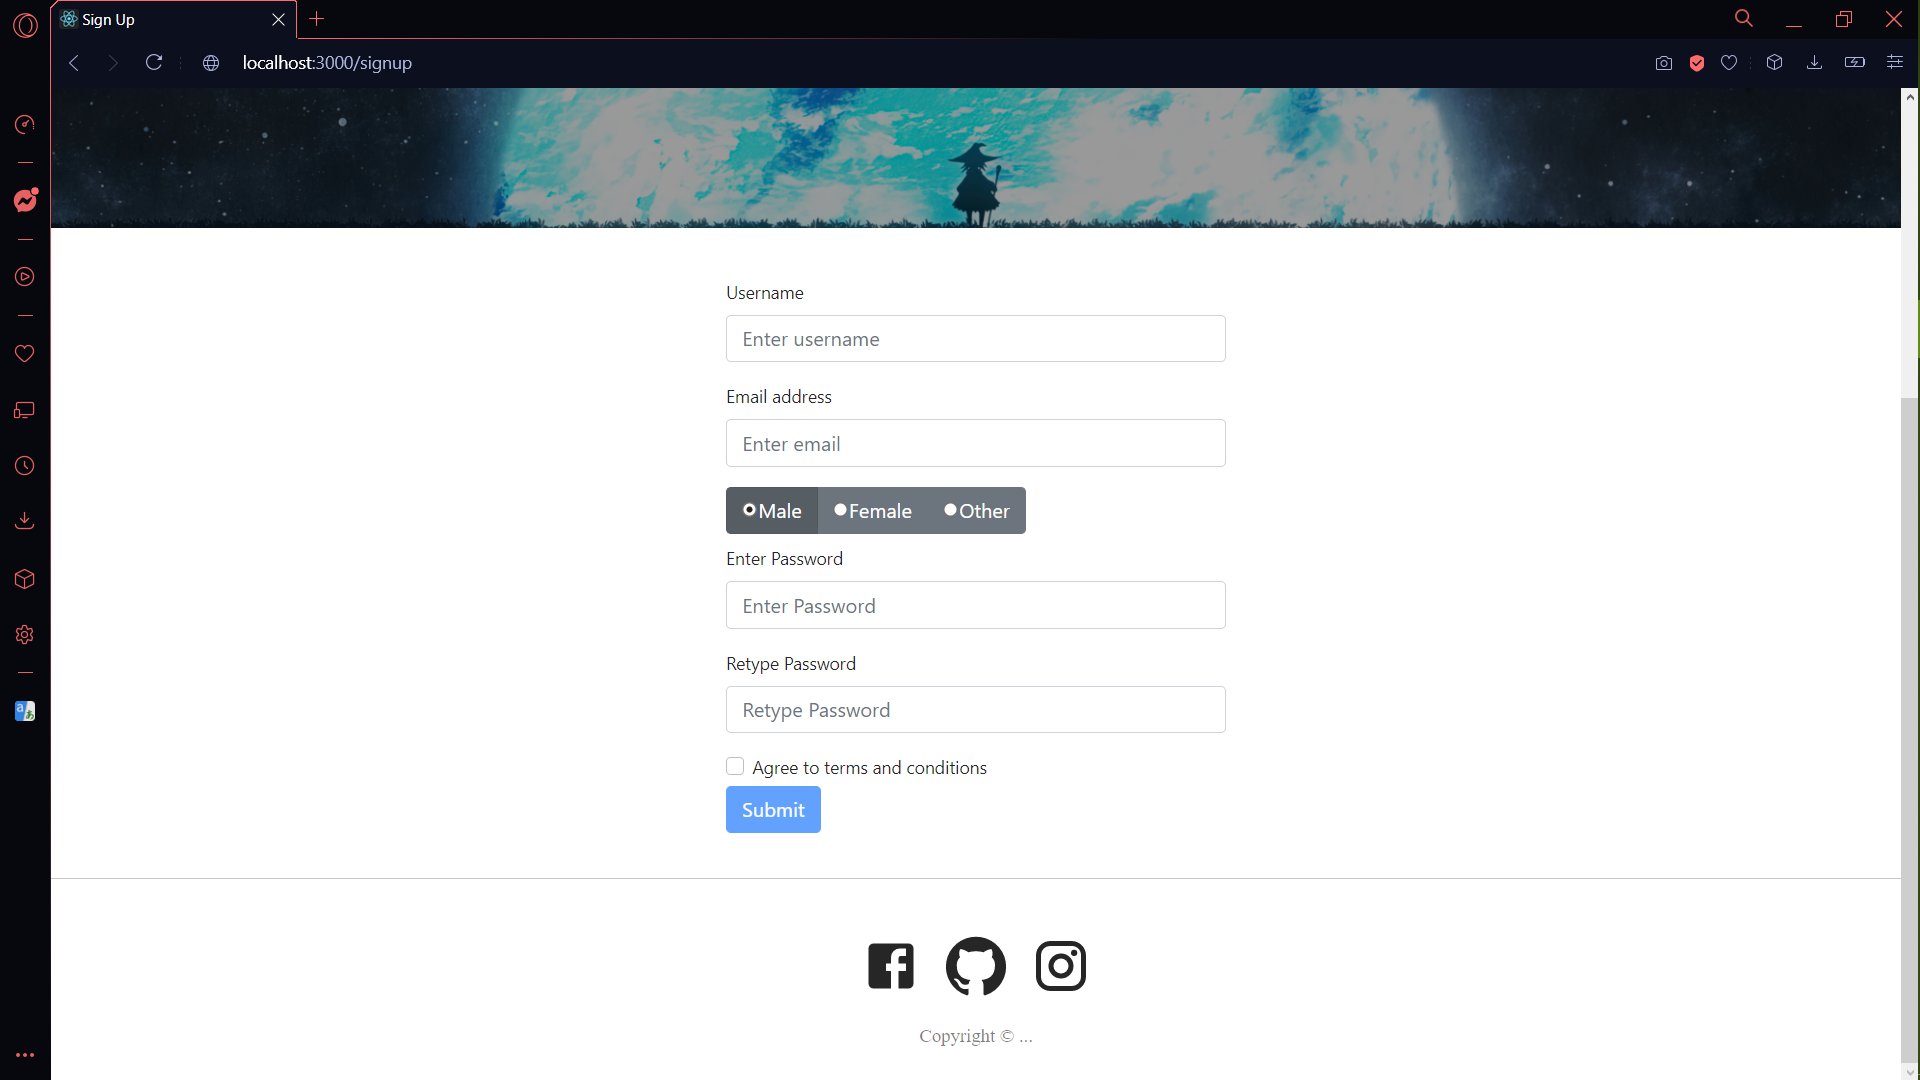 Sign Up
localhost:3000/signup
Username
Enter username
Email address
Enter email
Male Female Other
Enter Password
Enter Password
Retype Password
Retype Password
Agree to terms and conditions
Submit
Copyright © ...